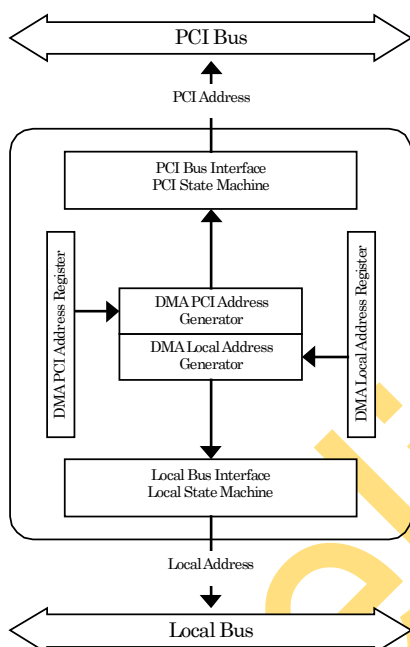 PCI Bus
PCI Address
PCI Bus Interface
PCI State Machine
DMA PCI Address Register
DMA PCI Address
Generator
DMA Local Address
Generator
DMA Local Address Register
Local Bus Interface
Local State Machine
Local Address
Local Bus